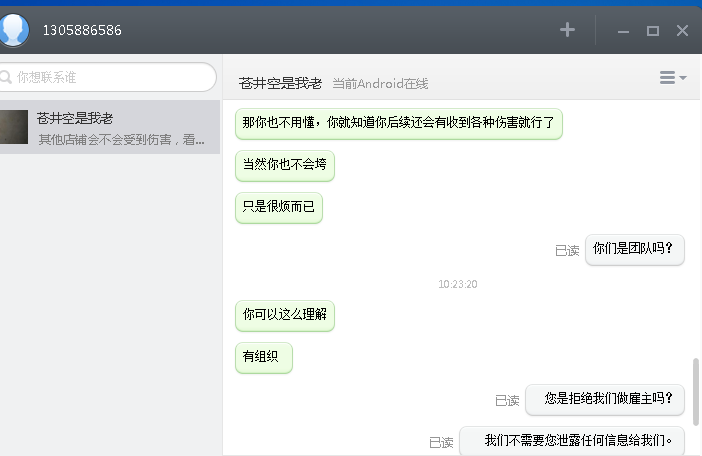 1305886586
你想联系谁
苍井空是我老
其他店铺会不会受到伤害，看...
苍井空是我老 当前Android在线
那你也不用懂，你就知道你后续还会有收到各种伤害就行了
当然你也不会垮
只是很烦而已
已读 你们是团队吗？
10:23:20
你可以这么理解
有组织
已读 您是拒绝我们做雇主吗？
已读 我们不需要您泄露任何信息给我们。